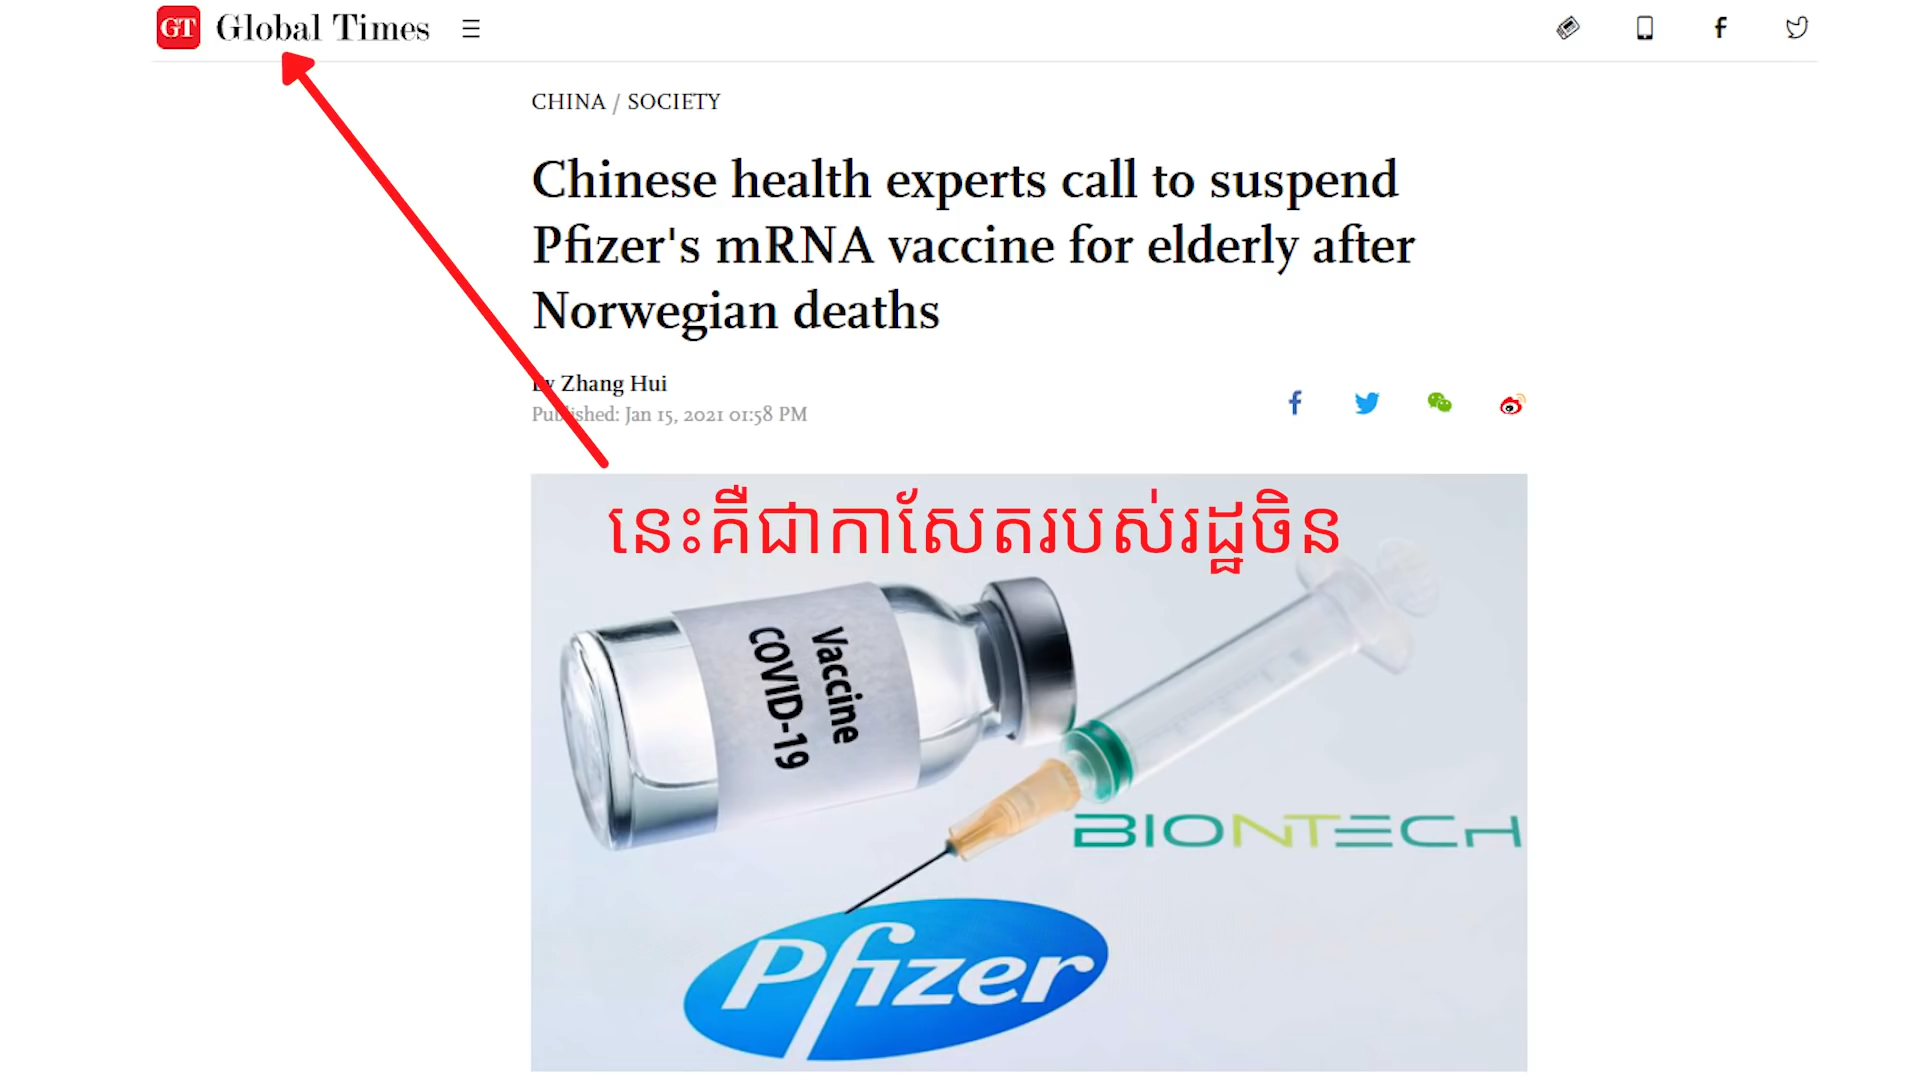 GT Global Times
CHINA / SOCIETY
Chinese health experts call to suspend
Pfizer's mRNA vaccine for elderly after
Norwegian deaths
By Zhang Hui
Published: Jan 15, 2021 01:58 PM
នេះគឺជាកាសែតរបស់រដ្ឋចិន
Vaccine
COVID-19
BIONTECH
Pfizer